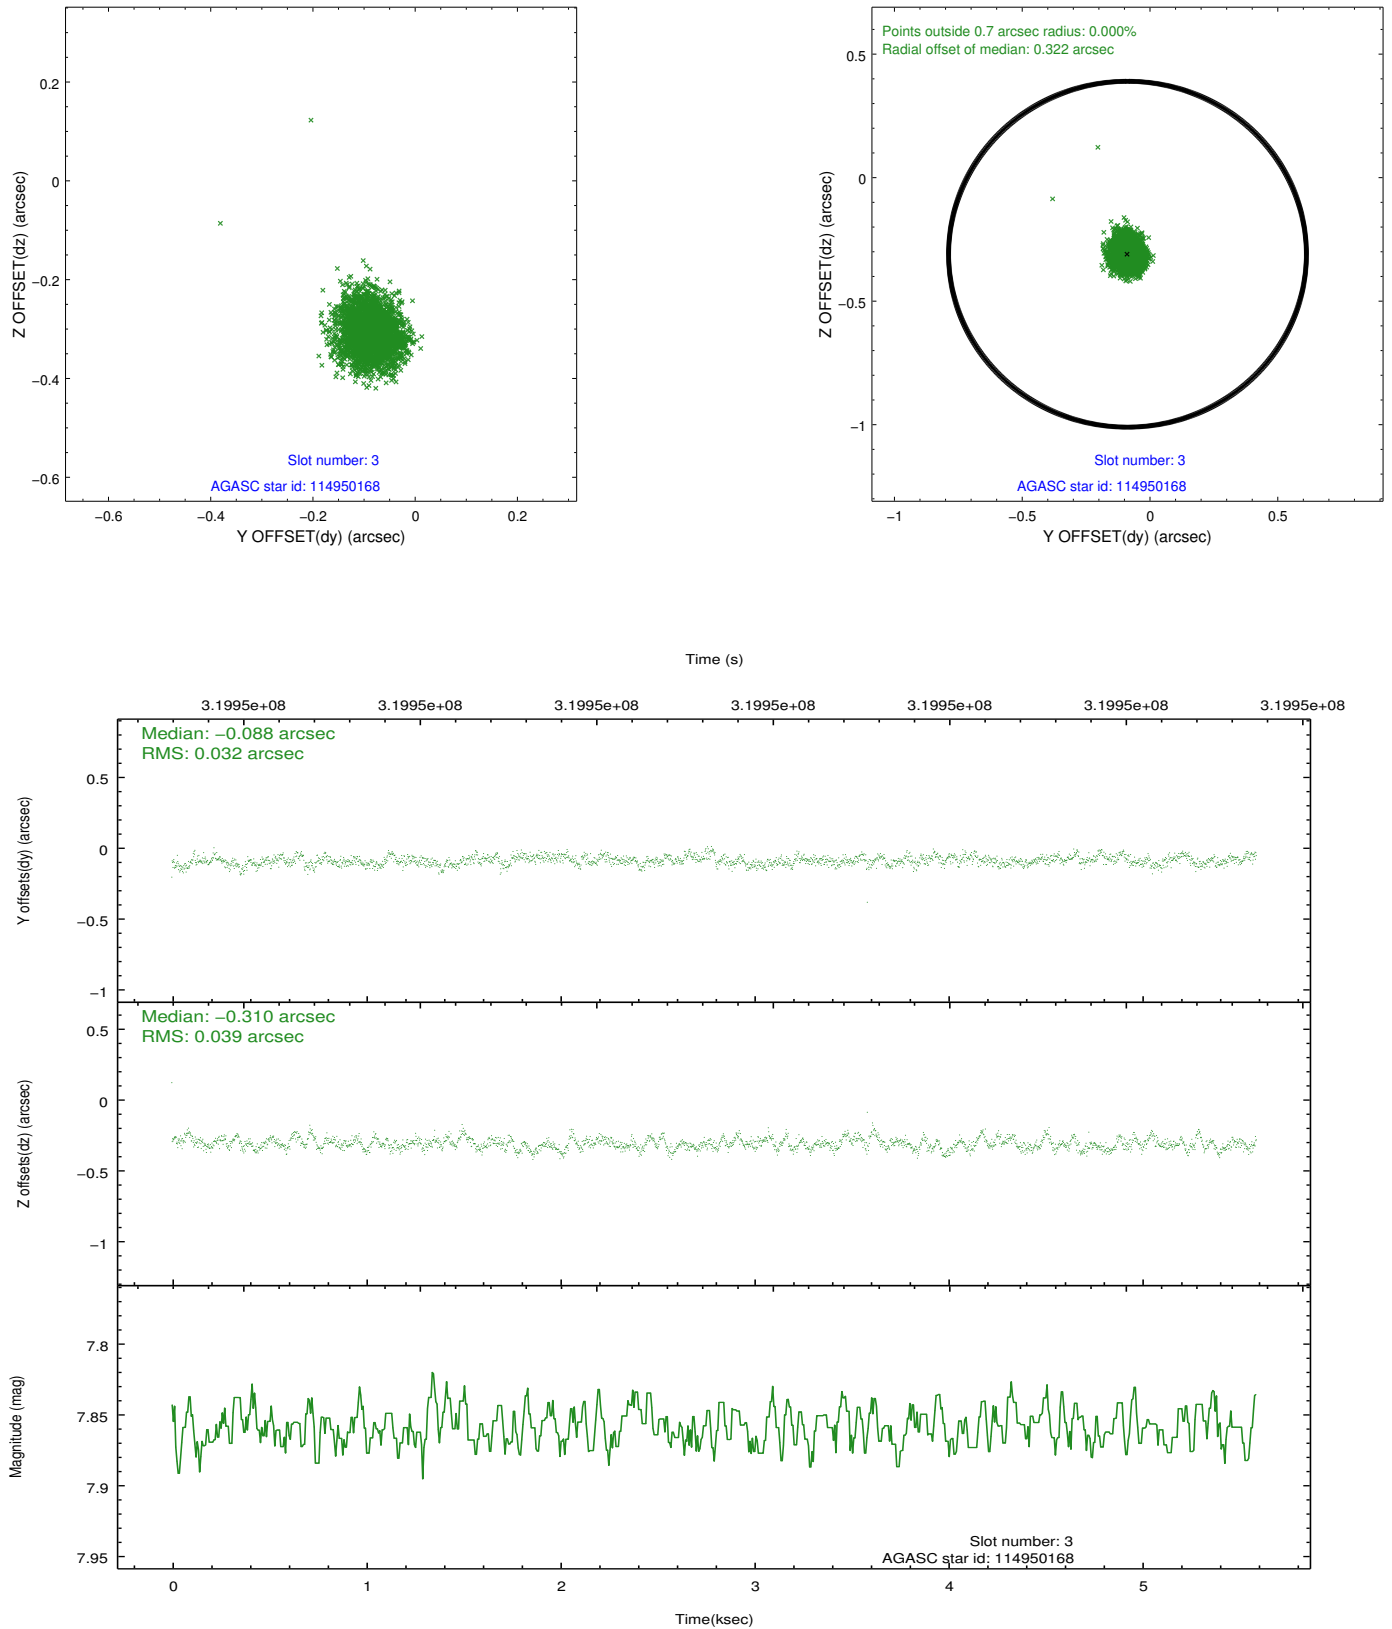 0.2
0
−0.2
−0.4
−0.6
Z OFFSET(dz) (arcsec)
Slot number: 3
AGASC star id: 114950168
−0.6 −0.4 −0.2 0 0.2
Y OFFSET(dy) (arcsec)
Points outside 0.7 arcsec radius: 0.000%
Radial offset of median: 0.322 arcsec
0.5
0
−0.5
−1
Z OFFSET(dz) (arcsec)
Slot number: 3
AGASC star id: 114950168
−1 −0.5 0 0.5
Y OFFSET(dy) (arcsec)
Time (s)
3.1995e+08 3.1995e+08 3.1995e+08 3.1995e+08 3.1995e+08 3.1995e+08 3.1995e+08
Median: −0.088 arcsec
RMS: 0.032 arcsec
0.5
0
−0.5
−1
Y offsets(dy) (arcsec)
Median: −0.310 arcsec
RMS: 0.039 arcsec
0.5
0
−0.5
−1
Z offsets(dz) (arcsec)
7.8
7.85
7.9
7.95
Magnitude (mag)
Slot number: 3
AGASC star id: 114950168
0 1 2 3 4 5
Time(ksec)